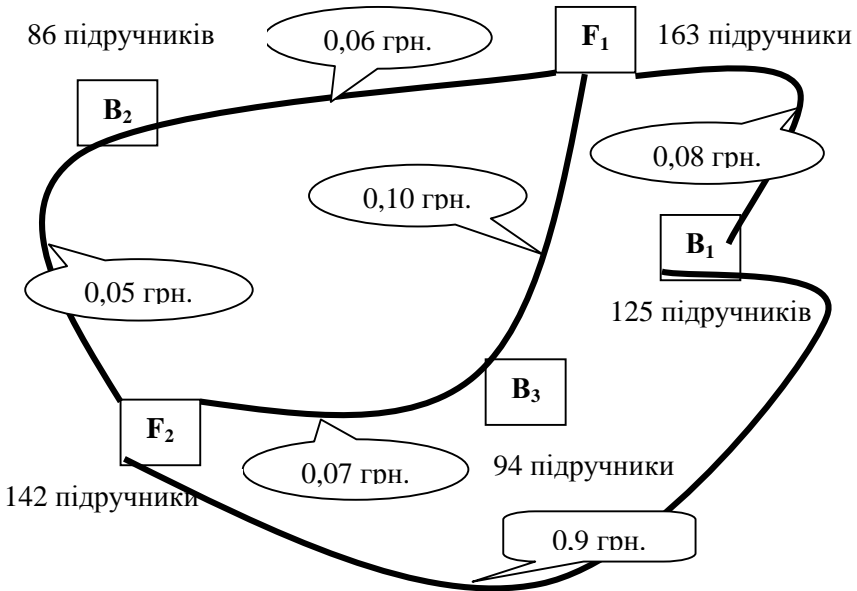 86 підручників
0,06 грн.
F₁
163 підручники
B₂
0,08 грн.
0,10 грн.
B₁
0,05 грн.
125 підручників
B₃
F₂
0,07 грн.
94 підручники
142 підручники
0.9 грн.